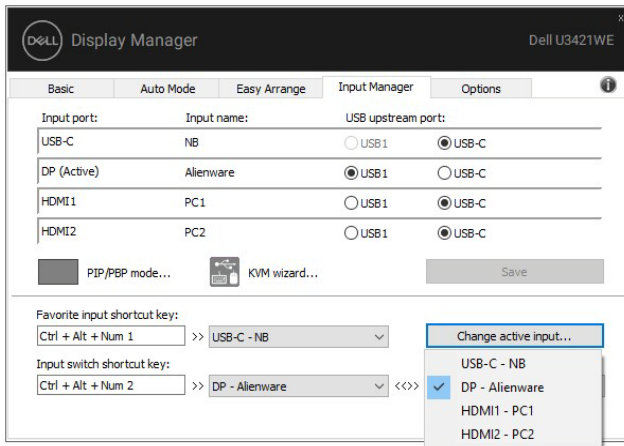 DELL Display Manager Dell U3421WE
x
Basic Auto Mode Easy Arrange Input Manager Options i
Input port: Input name: USB upstream port:
USB-C NB USB1 USB-C
DP (Active) Alienware USB1 USB-C
HDMI1 PC1 USB1 USB-C
HDMI2 PC2 USB1 USB-C
PIP/PBP mode... KVM wizard... Save
Favorite input shortcut key:
Ctrl + Alt + Num 1 >> USB-C - NB Change active input...
Input switch shortcut key:
Ctrl + Alt + Num 2 >> DP - Alienware <<>>
USB-C - NB
DP - Alienware
HDMI1 - PC1
HDMI2 - PC2